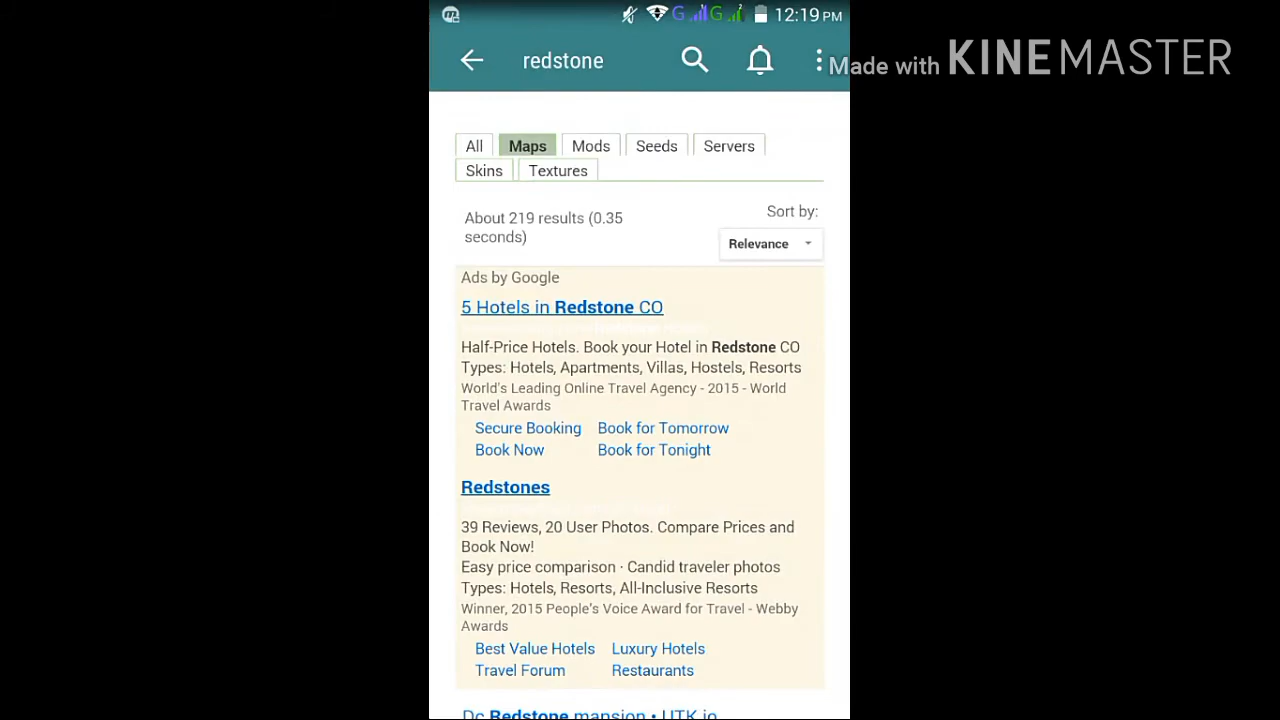 12:19 PM
redstone
Made with KINEMASTER
All Maps Mods Seeds Servers
Skins Textures
Sort by:
About 219 results (0.35
seconds)
Relevance
Ads by Google
5 Hotels in Redstone CO
Half-Price Hotels. Book your Hotel in Redstone CO
Types: Hotels, Apartments, Villas, Hostels, Resorts
World's Leading Online Travel Agency - 2015 - World
Travel Awards
Secure Booking Book for Tomorrow
Book Now Book for Tonight
Redstones
39 Reviews, 20 User Photos. Compare Prices and
Book Now!
Easy price comparison · Candid traveler photos
Types: Hotels, Resorts, All-Inclusive Resorts
Winner, 2015 People's Voice Award for Travel - Webby
Awards
Best Value Hotels Luxury Hotels
Travel Forum Restaurants
Dc Redstone mansion • UTK.io